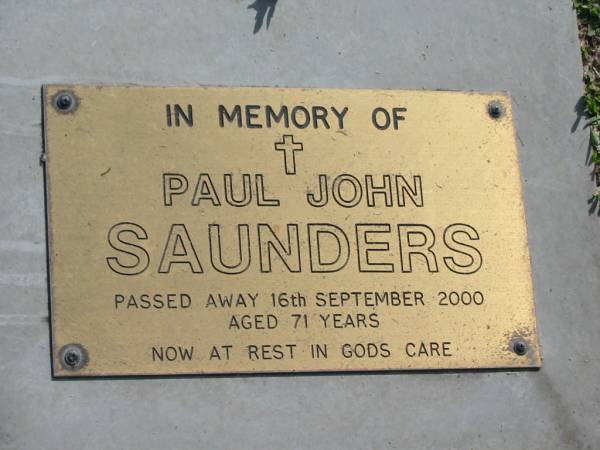 IN MEMORY OF
PAUL JOHN
SAUNDERS
PASSED AWAY 16th SEPTEMBER 2000
AGED 71 YEARS
NOW AT REST IN GODS CARE